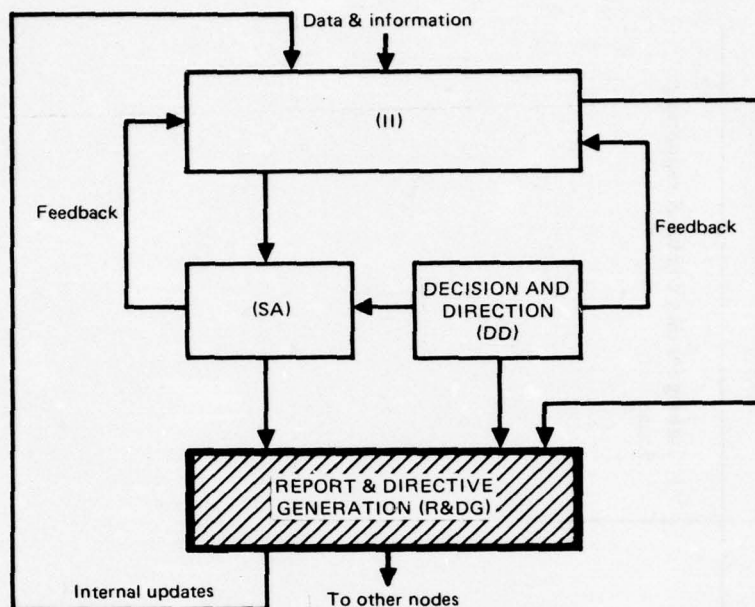 Data & information
(II)
Feedback
Feedback
(SA)
DECISION AND
DIRECTION
(DD)
REPORT & DIRECTIVE
GENERATION (R&DG)
Internal updates
To other nodes